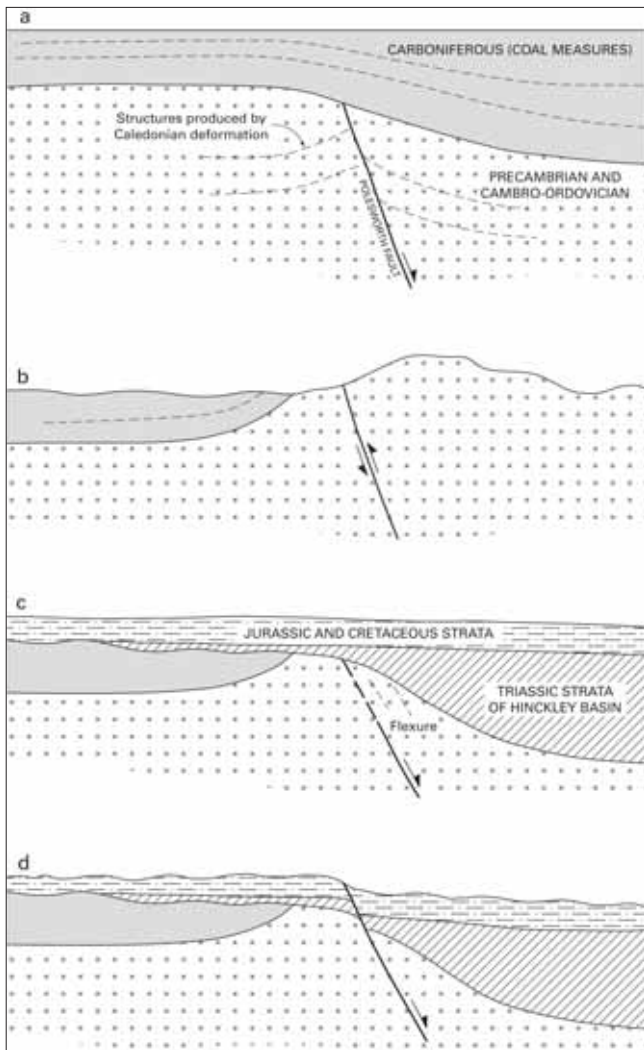 a
CARBONIFEROUS (COAL MEASURES)
Structures produced by
Caledonian deformation
PRECAMBRIAN AND
CAMBRO-ORDOVICIAN
POLESWORTH FAULT
b
c
JURASSIC AND CRETACEOUS STRATA
TRIASSIC STRATA
OF HINCKLEY BASIN
Flexure
d